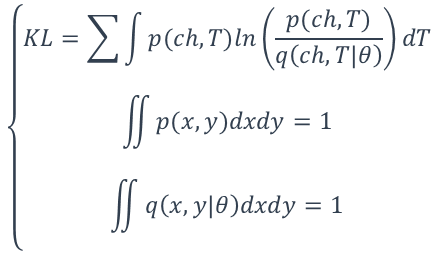 KL = ∑ ∫ p(ch, T)ln ( p(ch, T) / q(ch, T|θ) ) dT
∬ p(x, y)dxdy = 1
∬ q(x, y|θ)dxdy = 1